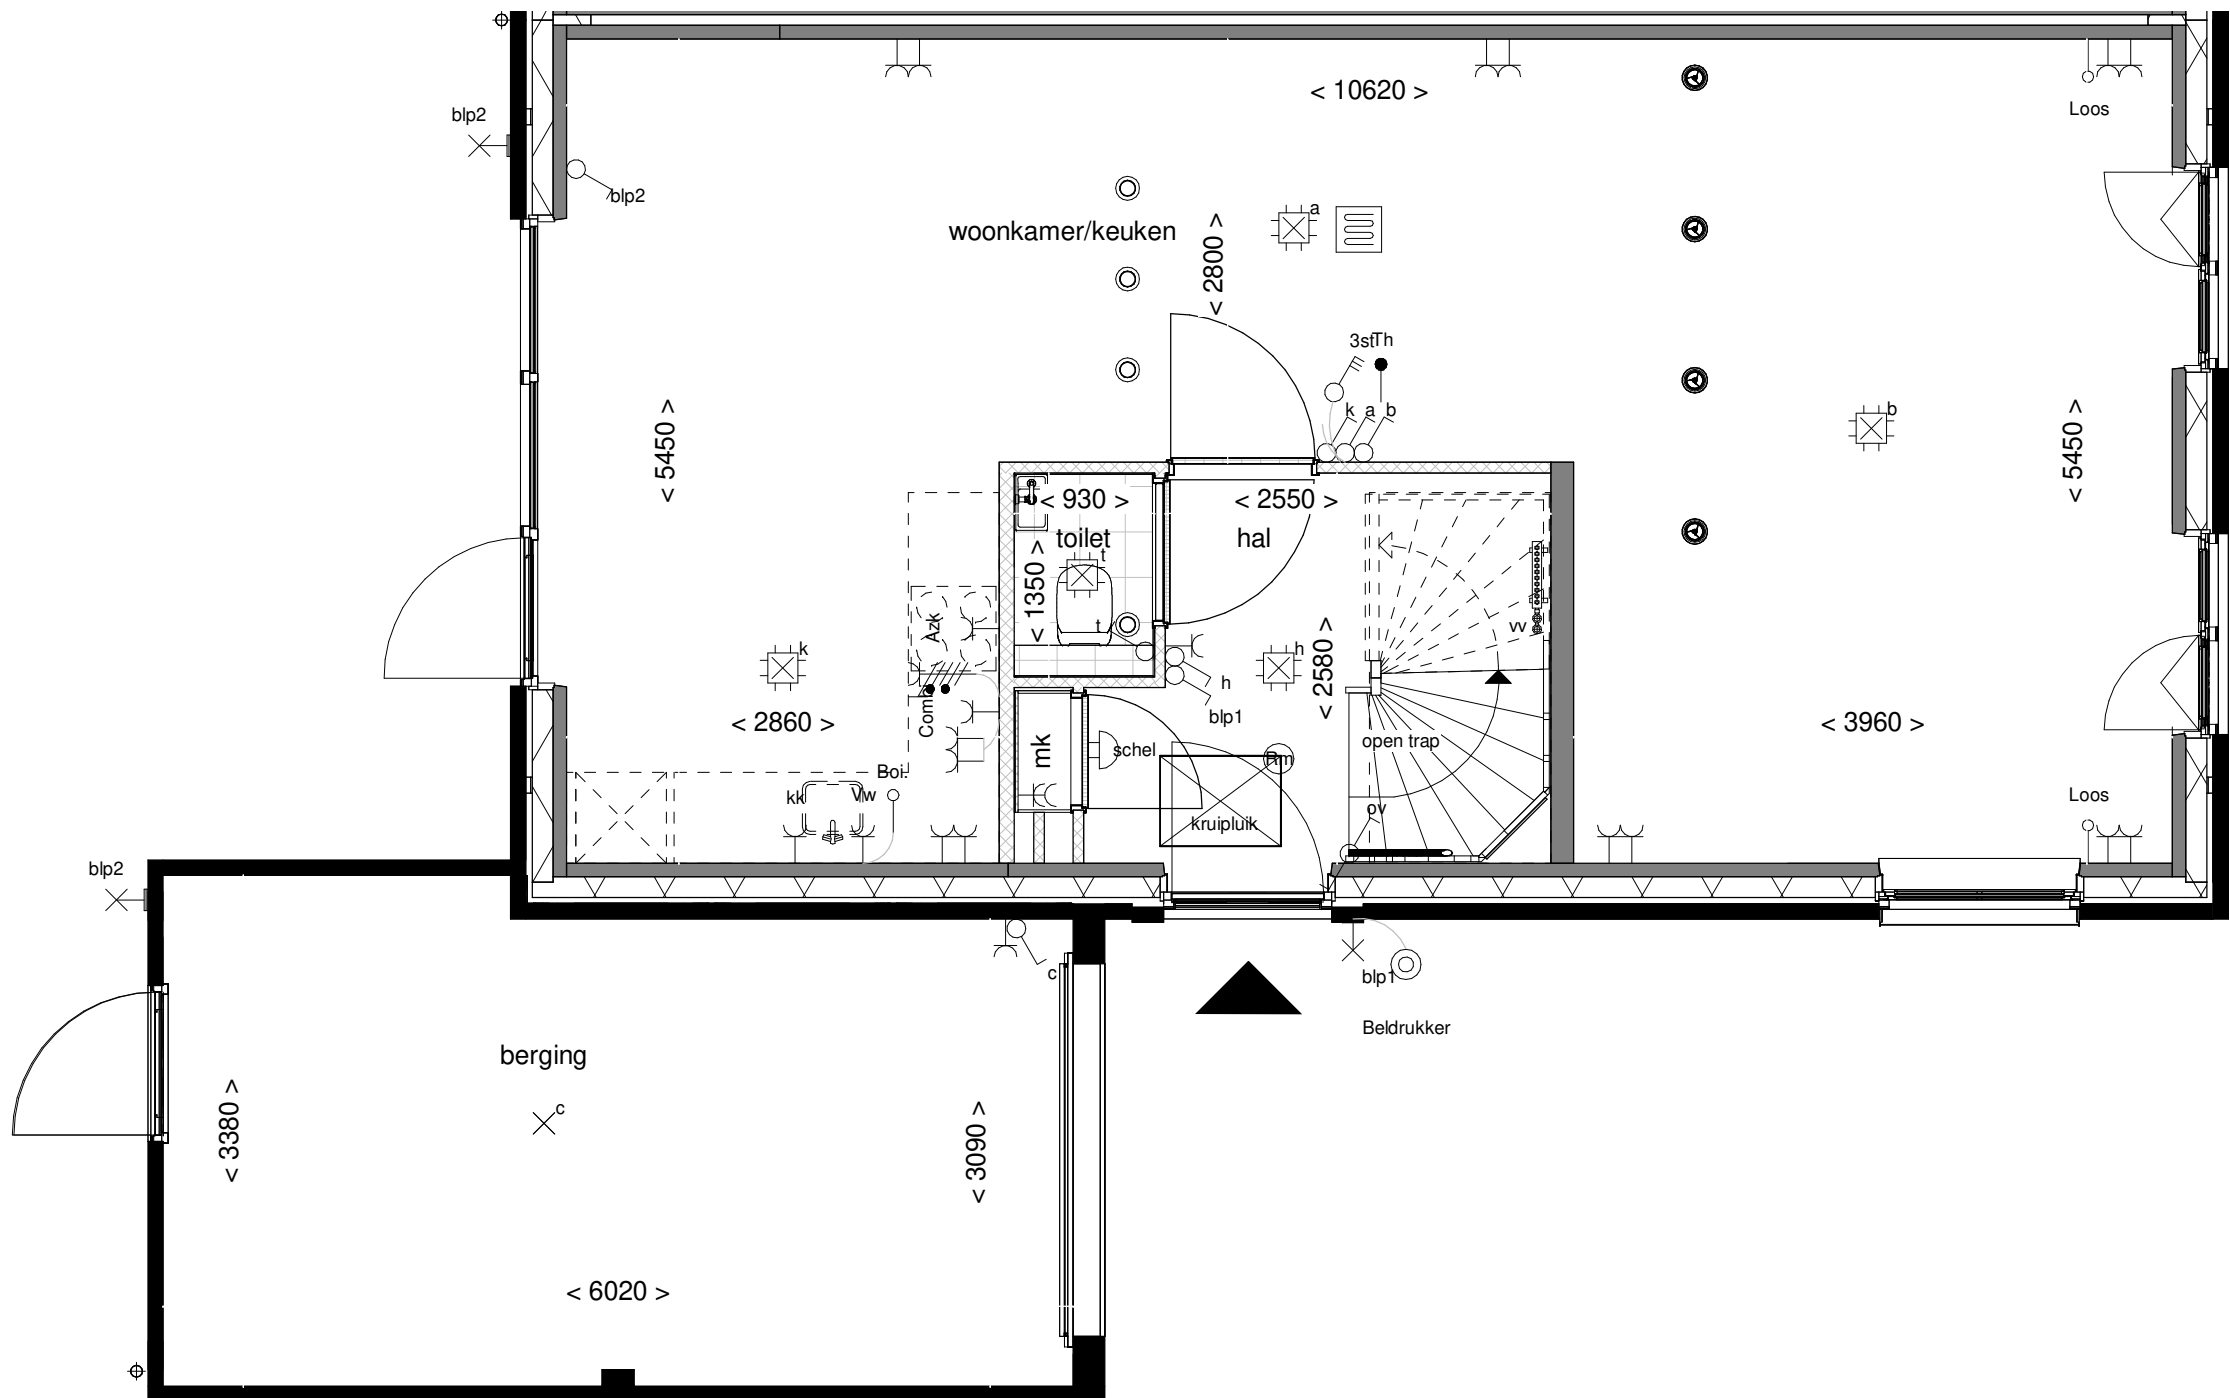 < 10620 >
Loos
blp2
blp2
a
woonkamer/keuken
< 2800 >
3st
Th
k a b
b
< 5450 >
< 5450 >
< 930 >
< 2550 >
toilet
hal
t
< 1350 >
Azk
t
vv
k
h
< 2580 >
h
blp1
< 2860 >
Com.
< 3960 >
mk
schel
open trap
Rm
Boi.
kk
Vw
Loos
ov
kruipluik
blp2
c
blp1
Beldrukker
berging
c
< 3380 >
< 3090 >
< 6020 >